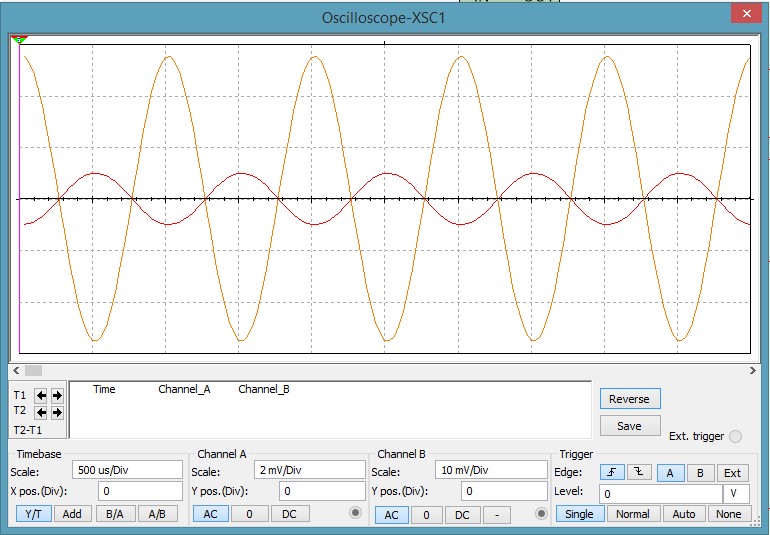 Oscilloscope-XSC1
Time Channel_A Channel_B
T1
T2
T2-T1
Reverse
Save
Ext. trigger
Timebase Channel A Channel B Trigger
Scale: 500 us/Div Scale: 2 mV/Div Scale: 10 mV/Div Edge: A B Ext
X pos.(Div): 0 Y pos.(Div): 0 Y pos.(Div): 0 Level: 0 V
Y/T Add B/A A/B AC 0 DC AC 0 DC - Single Normal Auto None